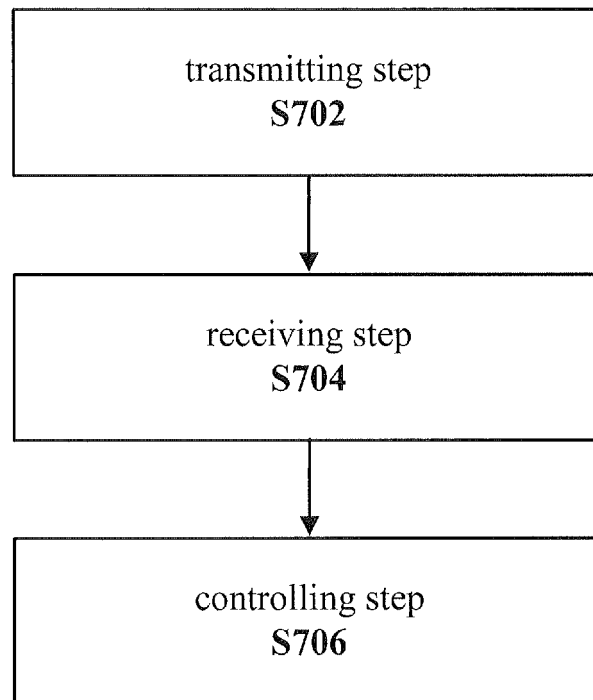 transmitting step
S702
receiving step
S704
controlling step
S706